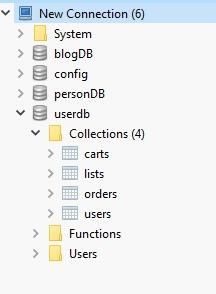 New Connection (6)
System
blogDB
config
personDB
userdb
Collections (4)
carts
lists
orders
users
Functions
Users